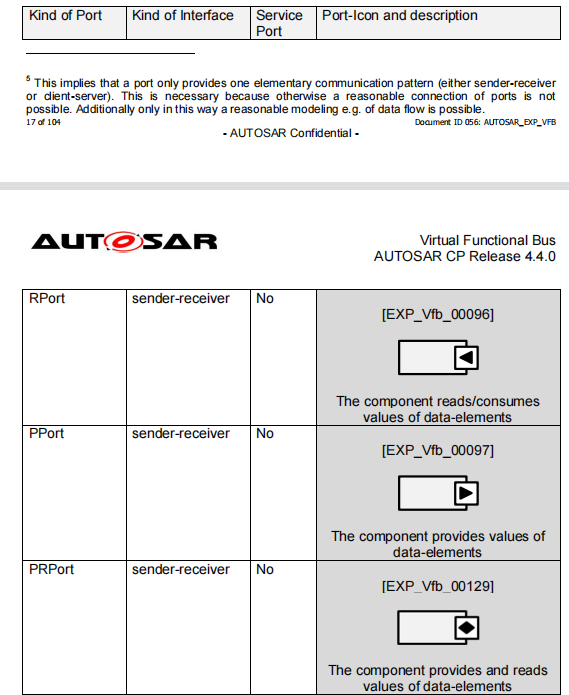 Kind of Port Kind of Interface Service Port-Icon and description
Port
5 This implies that a port only provides one elementary communication pattern (either sender-receiver
or client-server). This is necessary because otherwise a reasonable connection of ports is not
possible. Additionally only in this way a reasonable modeling e.g. of data flow is possible.
17 of 104 Document ID 056: AUTOSAR_EXP_VFB
- AUTOSAR Confidential -
AUTOSAR
Virtual Functional Bus
AUTOSAR CP Release 4.4.0
RPort sender-receiver No
[EXP_Vfb_00096]
The component reads/consumes
values of data-elements
PPort sender-receiver No
[EXP_Vfb_00097]
The component provides values of
data-elements
PRPort sender-receiver No
[EXP_Vfb_00129]
The component provides and reads
values of data-elements